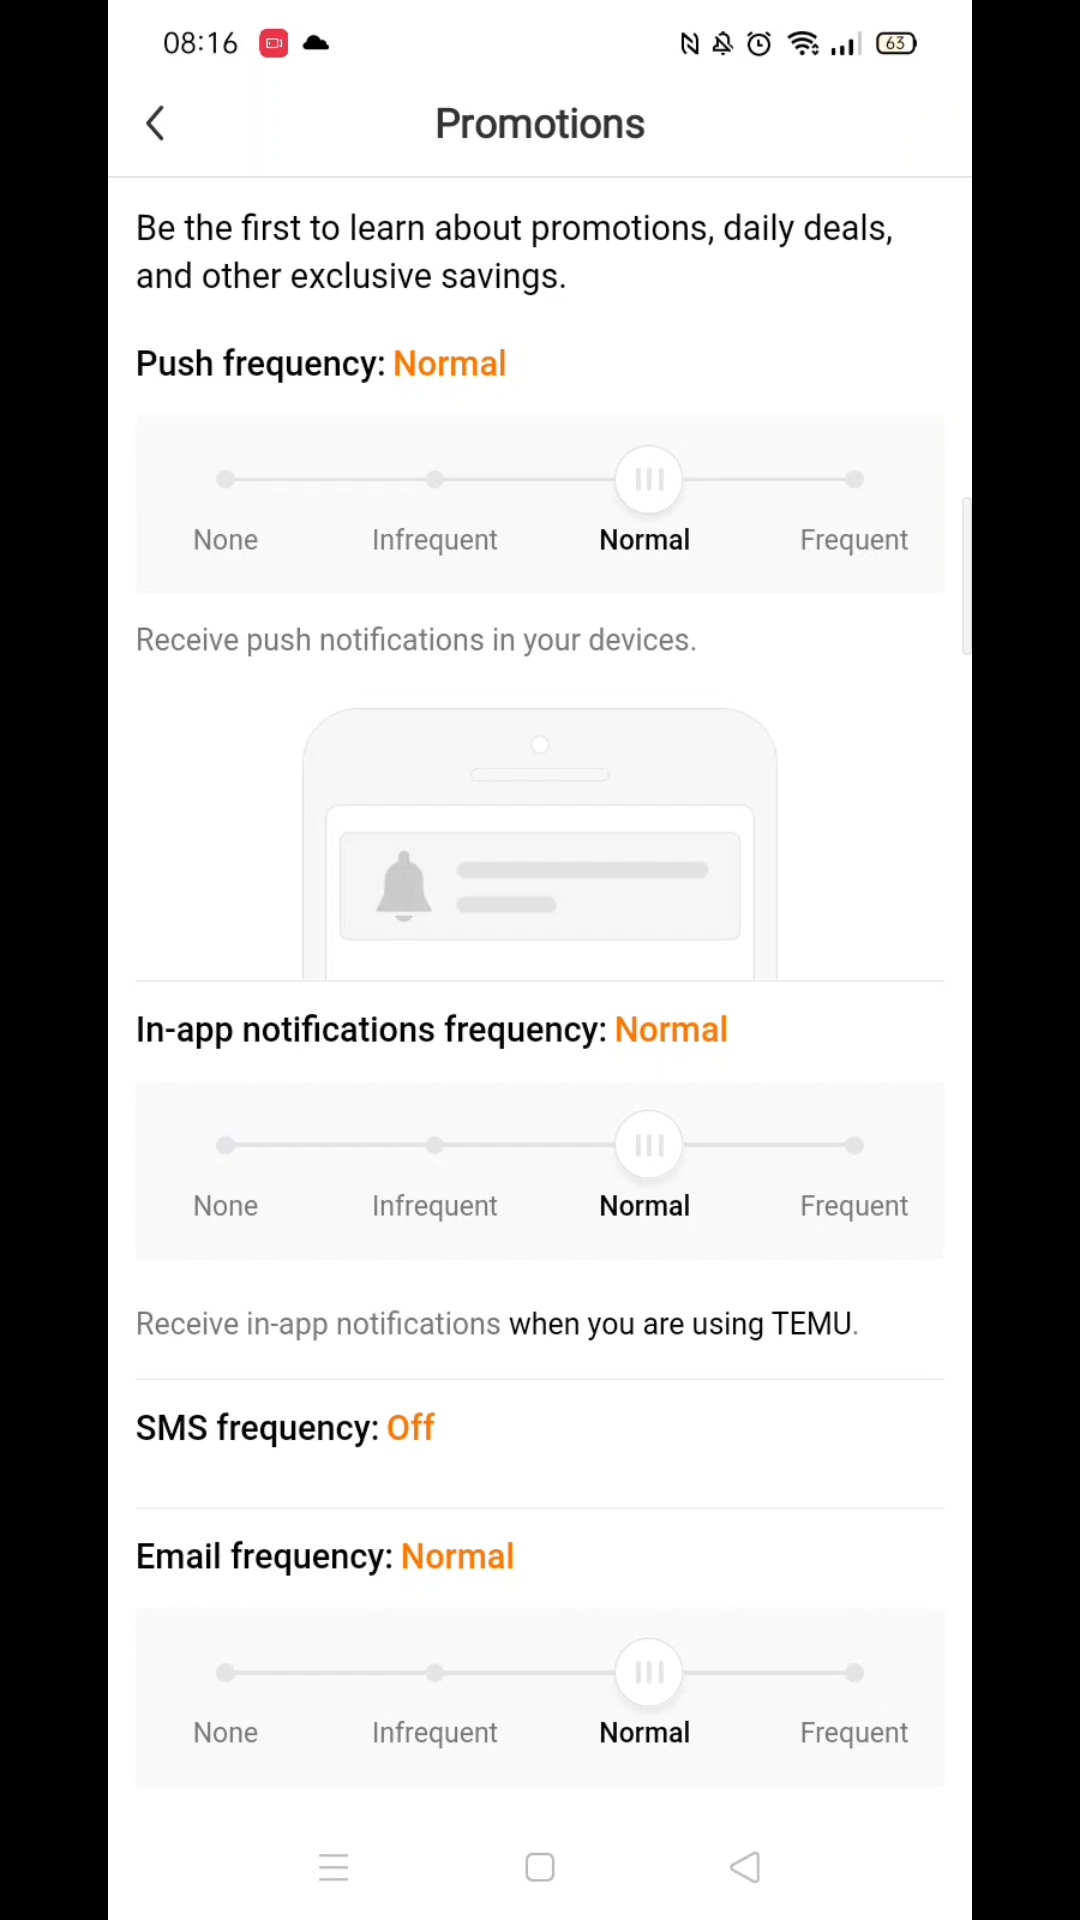 08:16
63
Promotions
Be the first to learn about promotions, daily deals,
and other exclusive savings.
Push frequency: Normal
None Infrequent Normal Frequent
Receive push notifications in your devices.
In-app notifications frequency: Normal
None Infrequent Normal Frequent
Receive in-app notifications when you are using TEMU.
SMS frequency: Off
Email frequency: Normal
None Infrequent Normal Frequent